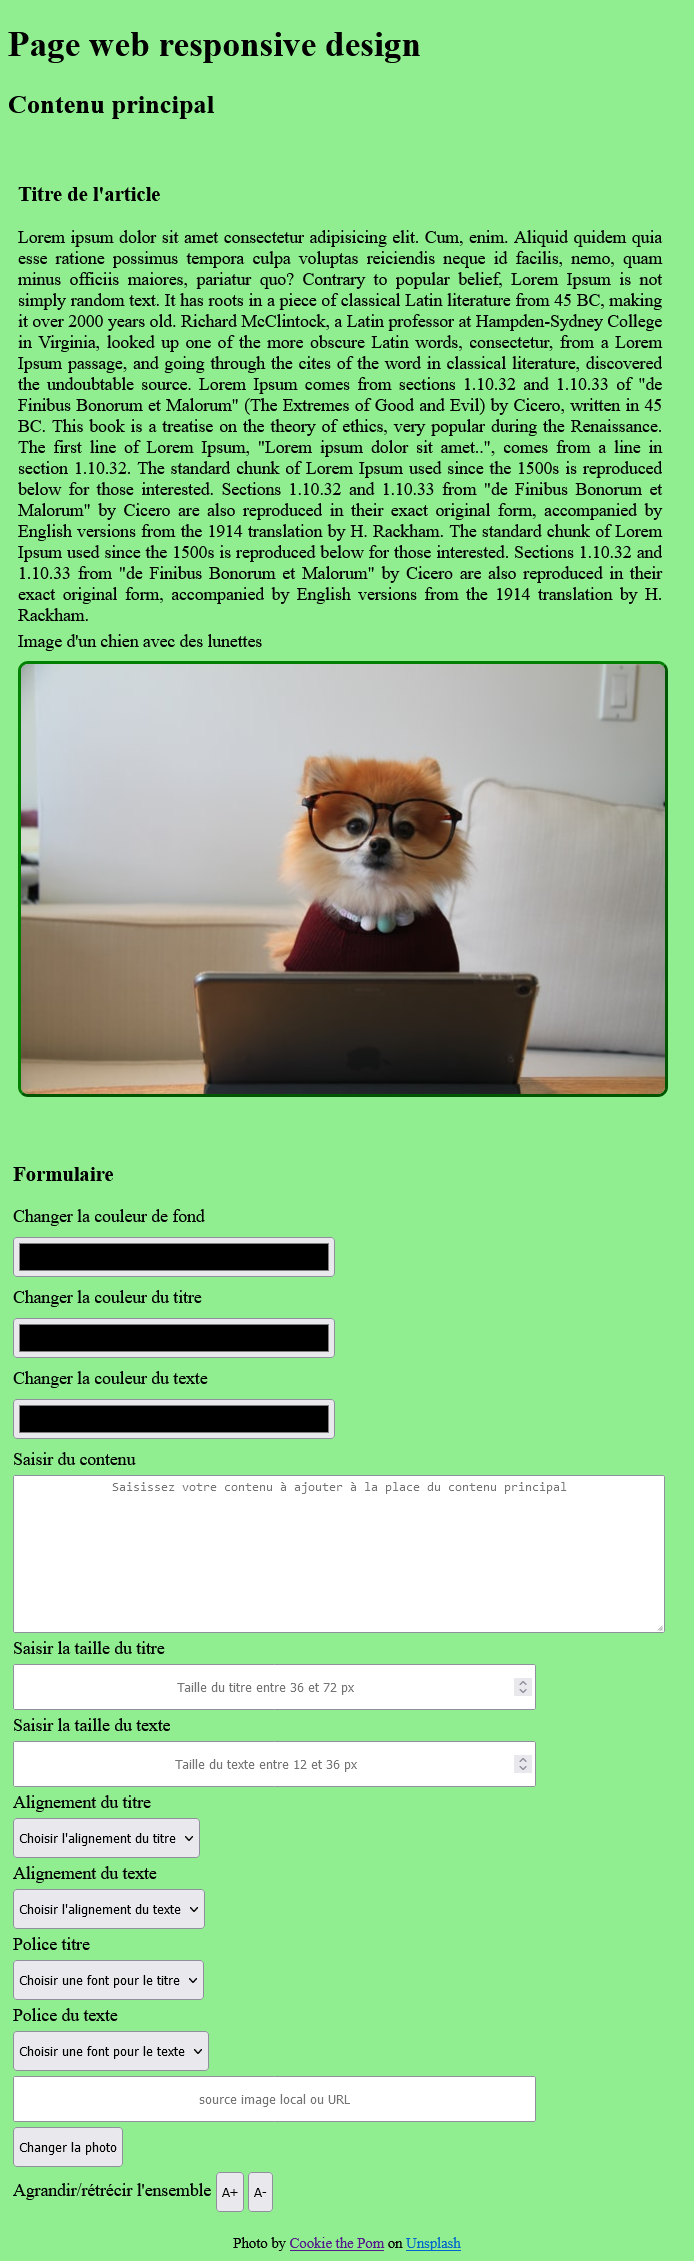 Page web responsive design
Contenu principal
Titre de l'article
Lorem ipsum dolor sit amet consectetur adipisicing elit. Cum, enim. Aliquid quidem quia
esse ratione possimus tempora culpa voluptas reiciendis neque id facilis, nemo, quam
minus officiis maiores, pariatur quo? Contrary to popular belief, Lorem Ipsum is not
simply random text. It has roots in a piece of classical Latin literature from 45 BC, making
it over 2000 years old. Richard McClintock, a Latin professor at Hampden-Sydney College
in Virginia, looked up one of the more obscure Latin words, consectetur, from a Lorem
Ipsum passage, and going through the cites of the word in classical literature, discovered
the undoubtable source. Lorem Ipsum comes from sections 1.10.32 and 1.10.33 of "de
Finibus Bonorum et Malorum" (The Extremes of Good and Evil) by Cicero, written in 45
BC. This book is a treatise on the theory of ethics, very popular during the Renaissance.
The first line of Lorem Ipsum, "Lorem ipsum dolor sit amet..", comes from a line in
section 1.10.32. The standard chunk of Lorem Ipsum used since the 1500s is reproduced
below for those interested. Sections 1.10.32 and 1.10.33 from "de Finibus Bonorum et
Malorum" by Cicero are also reproduced in their exact original form, accompanied by
English versions from the 1914 translation by H. Rackham. The standard chunk of Lorem
Ipsum used since the 1500s is reproduced below for those interested. Sections 1.10.32 and
1.10.33 from "de Finibus Bonorum et Malorum" by Cicero are also reproduced in their
exact original form, accompanied by English versions from the 1914 translation by H.
Rackham.
Image d'un chien avec des lunettes
Formulaire
Changer la couleur de fond
Changer la couleur du titre
Changer la couleur du texte
Saisir du contenu
Saisissez votre contenu à ajouter à la place du contenu principal
Saisir la taille du titre
Taille du titre entre 36 et 72 px
Saisir la taille du texte
Taille du texte entre 12 et 36 px
Alignement du titre
Choisir l'alignement du titre
Alignement du texte
Choisir l'alignement du texte
Police titre
Choisir une font pour le titre
Police du texte
Choisir une font pour le texte
source image local ou URL
Changer la photo
Agrandir/rétrécir l'ensemble A+ A-
Photo by Cookie the Pom on Unsplash